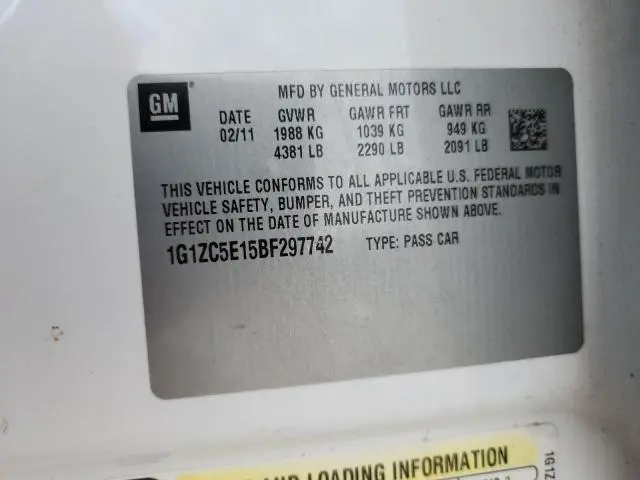 GM
MFD BY GENERAL MOTORS LLC
DATE GVWR GAWR FRT GAWR RR
02/11 1988 KG 1039 KG 949 KG
4381 LB 2290 LB 2091 LB
THIS VEHICLE CONFORMS TO ALL APPLICABLE U.S. FEDERAL MOTOR
VEHICLE SAFETY, BUMPER, AND THEFT PREVENTION STANDARDS IN
EFFECT ON THE DATE OF MANUFACTURE SHOWN ABOVE.
1G1ZC5E15BF297742 TYPE: PASS CAR
AND LOADING INFORMATION
1G1Z